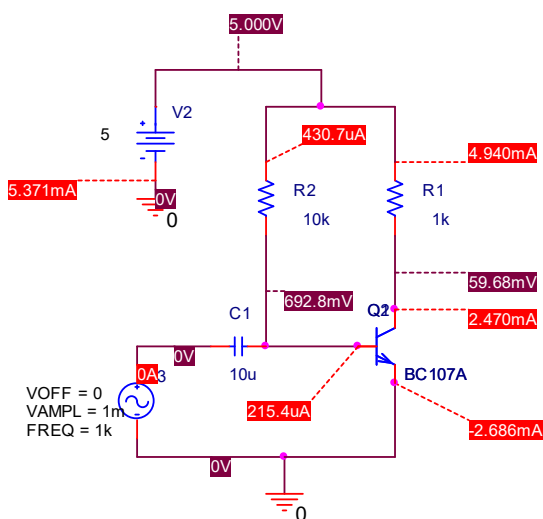 5.000V
V2
5
430.7uA
4.940mA
5.371mA
0V
0
R2
10k
R1
1k
692.8mV
59.68mV
C1
2.470mA
0V
10u
BC107A
0A
3
VOFF = 0
VAMPL = 1m
FREQ = 1k
215.4uA
-2.686mA
0V
0